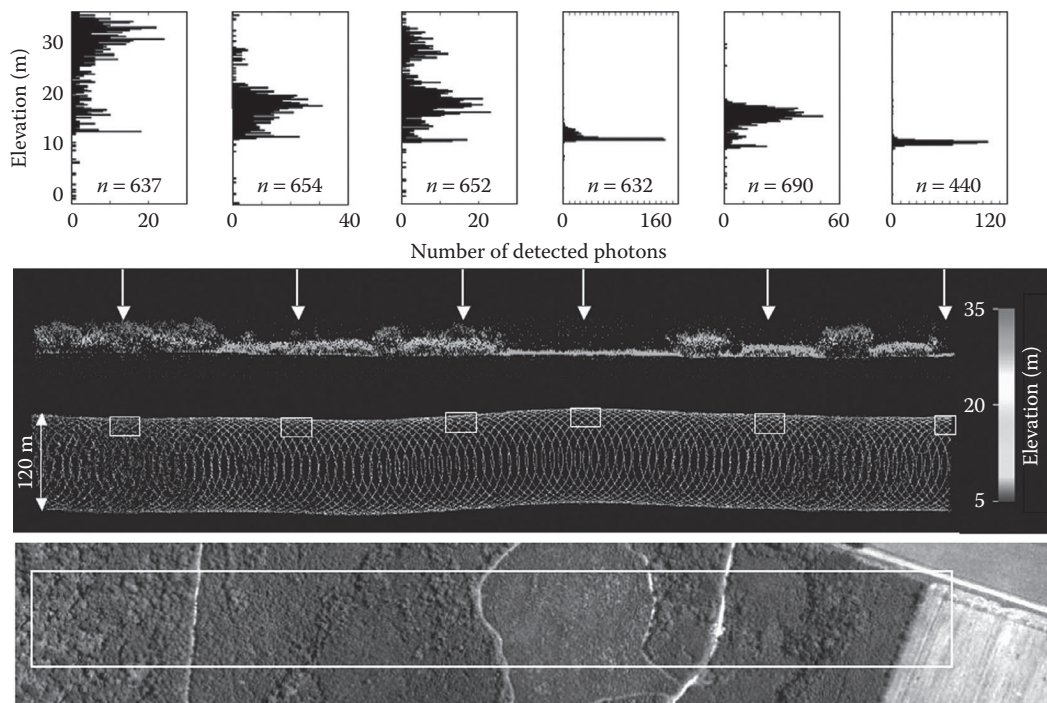 Elevation (m)
30
20
10
0
n = 637
n = 654
n = 652
n = 632
n = 690
n = 440
0 20
0 40
0 20
0 160
0 60
0 120
Number of detected photons
120 m
35
20
5
Elevation (m)